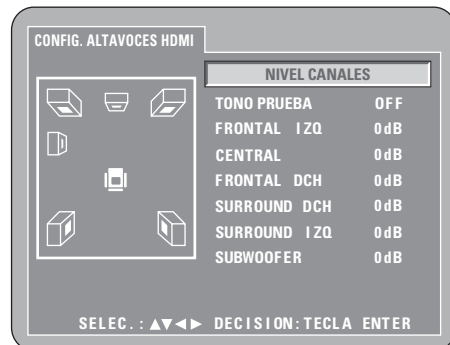 CONFIG. ALTAVOCES HDMI
NIVEL CANALES
TONO PRUEBA OFF
FRONTAL IZQ 0dB
CENTRAL 0dB
FRONTAL DCH 0dB
SURROUND DCH 0dB
SURROUND IZQ 0dB
SUBWOOFER 0dB
SELEC.:▲▼◄► DECISION:TECLA ENTER